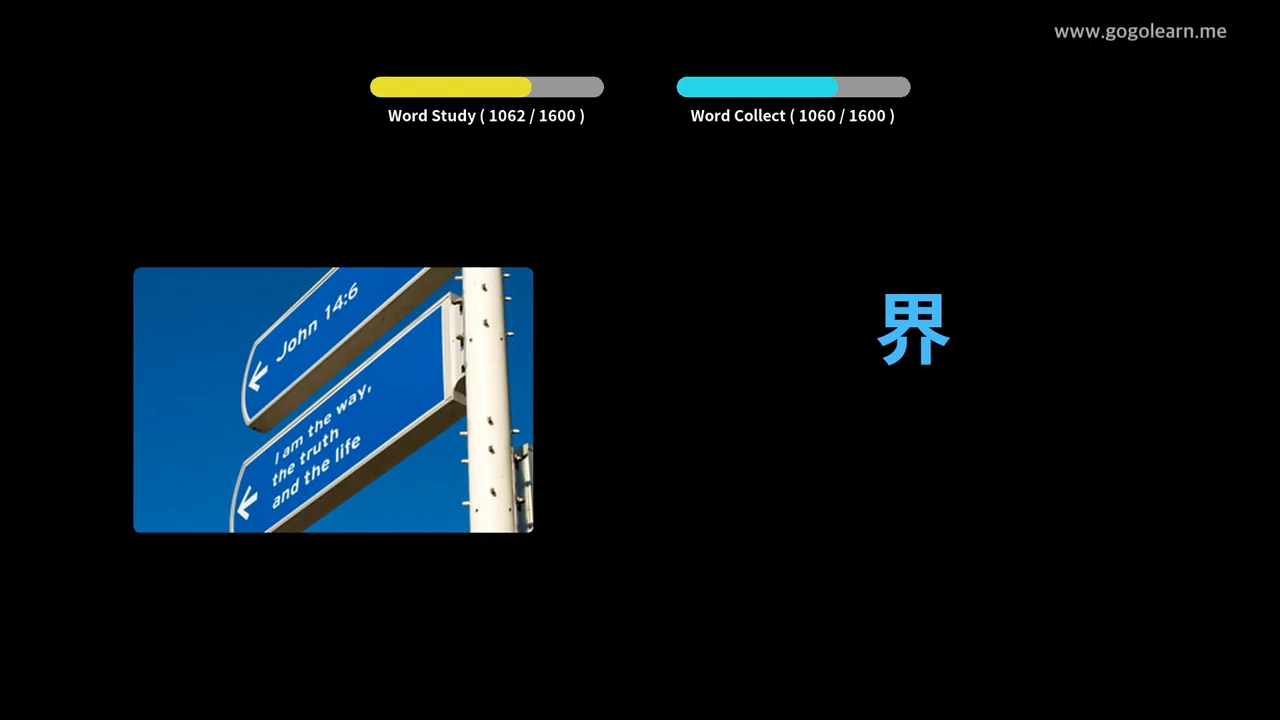 www.gogolearn.me
Word Study ( 1062 / 1600 )
Word Collect ( 1060 / 1600 )
John 14:6
I am the way,
the truth
and the life
界